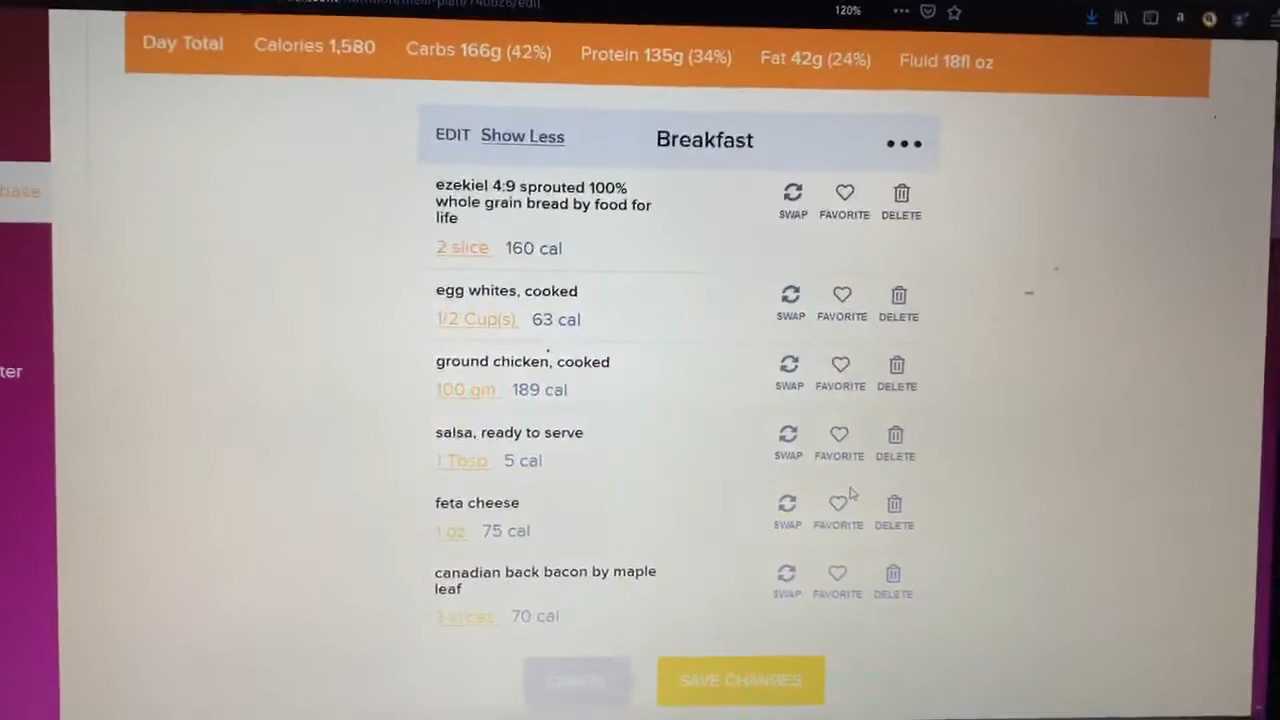 120%
Day Total Calories 1,580 Carbs 166g (42%) Protein 135g (34%) Fat 42g (24%) Fluid 18fl oz
EDIT Show Less Breakfast
base
ezekiel 4:9 sprouted 100%
whole grain bread by food for
life
SWAP FAVORITE DELETE
2 slice 160 cal
egg whites, cooked
1/2 Cup(s) 63 cal
SWAP FAVORITE DELETE
ter
ground chicken, cooked
100 gm 189 cal
SWAP FAVORITE DELETE
salsa, ready to serve
1 Tbsp 5 cal
SWAP FAVORITE DELETE
feta cheese
1 oz 75 cal
SWAP FAVORITE DELETE
canadian back bacon by maple
leaf
SWAP FAVORITE DELETE
3 slices 70 cal
CANCEL SAVE CHANGES